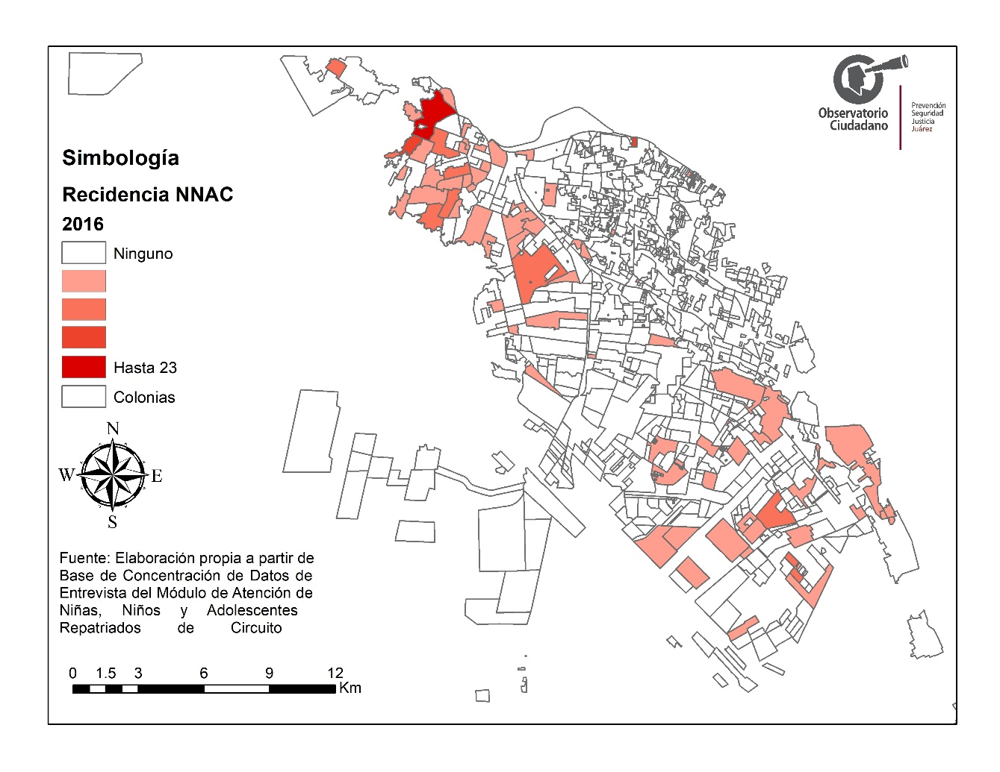 Observatorio
Ciudadano
Prevención
Seguridad
Justicia
Juárez
Simbología
Recidencia NNAC
2016
Ninguno
Hasta 23
Colonias
N
W E
S
Fuente: Elaboración propia a partir de
Base de Concentración de Datos de
Entrevista del Módulo de Atención de
Niñas, Niños y Adolescentes
Repatriados de Circuito
0 1.5 3 6 9 12
Km